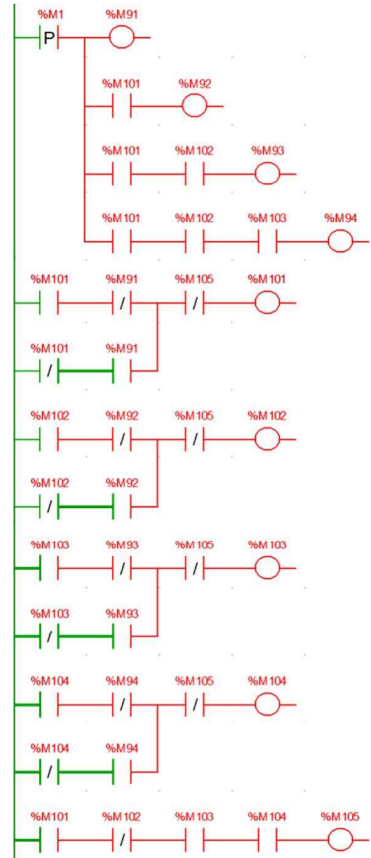 %M1 %M91
P
%M101 %M92
%M101 %M102 %M93
%M101 %M102 %M103 %M94
%M101 %M91 %M105 %M101
/ /
%M101 %M91
/
%M102 %M92 %M105 %M102
/ /
%M102 %M92
/
%M103 %M93 %M105 %M103
/ /
%M103 %M93
/
%M104 %M94 %M105 %M104
/ /
%M104 %M94
/
%M101 %M102 %M103 %M104 %M105
/